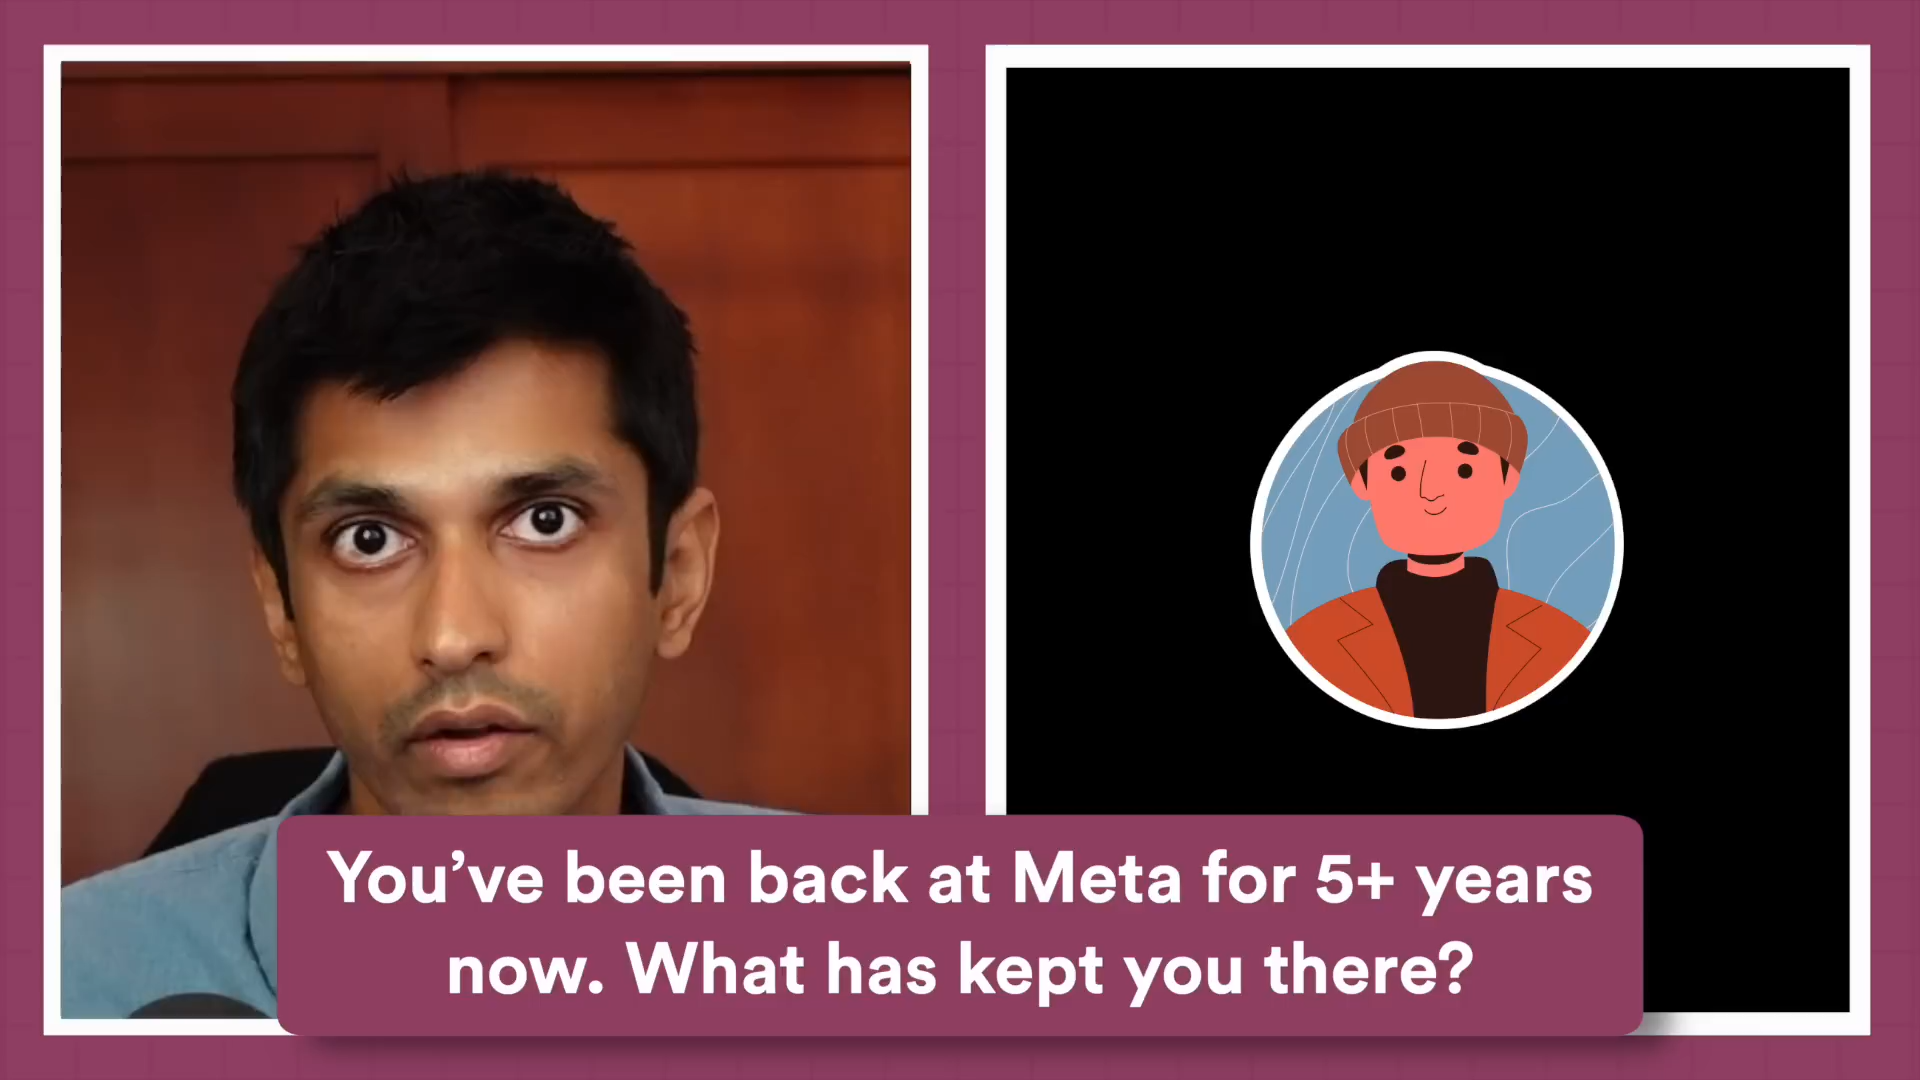 You’ve been back at Meta for 5+ years
now. What has kept you there?